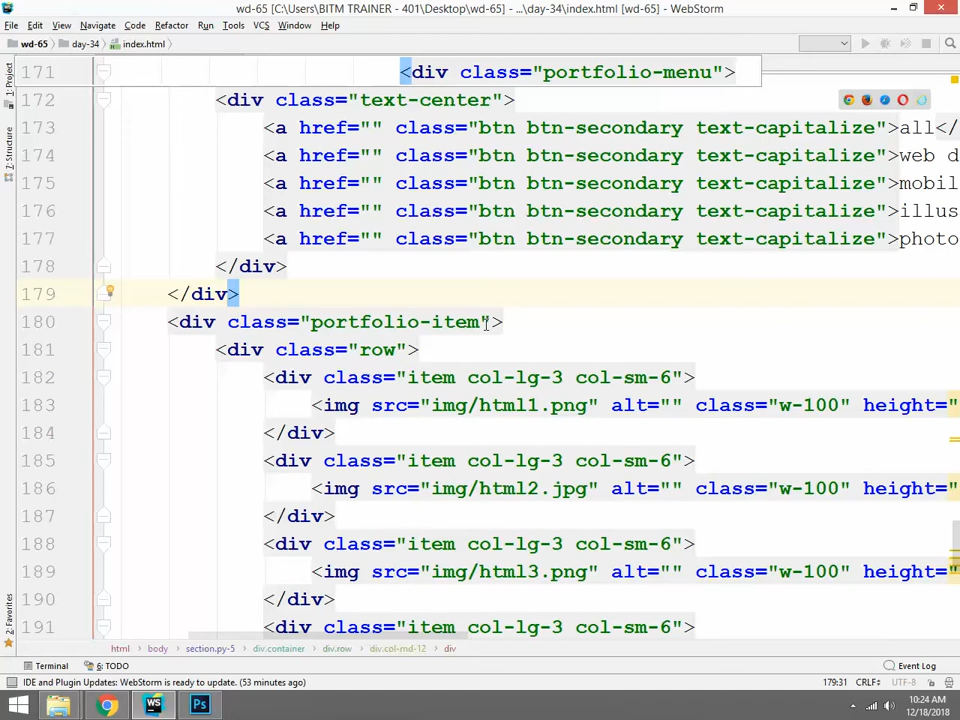 wd-65 [C:\Users\BITM TRAINER - 401\Desktop\wd-65] - ...\day-34\index.html [wd-65] - WebStorm
File Edit View Navigate Code Refactor Run Tools VCS Window Help
wd-65 day-34 index.html
171 <div class="portfolio-menu">
172 <div class="text-center">
173 <a href="" class="btn btn-secondary text-capitalize">all</
174 <a href="" class="btn btn-secondary text-capitalize">web d
175 <a href="" class="btn btn-secondary text-capitalize">mobil
176 <a href="" class="btn btn-secondary text-capitalize">illus
177 <a href="" class="btn btn-secondary text-capitalize">photo
178 </div>
179 </div>
180 <div class="portfolio-item">
181 <div class="row">
182 <div class="item col-lg-3 col-sm-6">
183 <img src="img/html1.png" alt="" class="w-100" height="
184 </div>
185 <div class="item col-lg-3 col-sm-6">
186 <img src="img/html2.jpg" alt="" class="w-100" height="
187 </div>
188 <div class="item col-lg-3 col-sm-6">
189 <img src="img/html3.png" alt="" class="w-100" height="
190 </div>
191 <div class="item col-lg-3 col-sm-6">
1: Project
7: Structure
2: Favorites
html body section.py-5 div.container div.row div.col-md-12 div
Terminal 6: TODO Event Log
IDE and Plugin Updates: WebStorm is ready to update. (53 minutes ago) 179:31 CRLF UTF-8
WS Ps
10:24 AM
12/18/2018